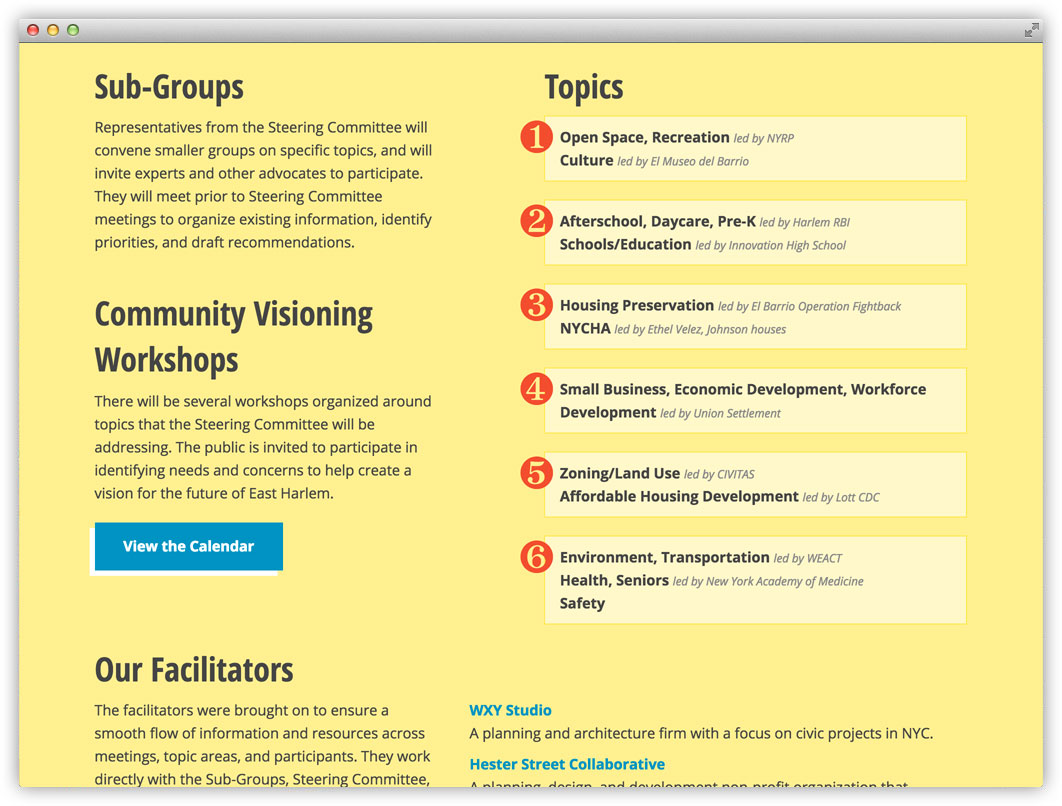 Sub-Groups
Representatives from the Steering Committee will
convene smaller groups on specific topics, and will
invite experts and other advocates to participate.
They will meet prior to Steering Committee
meetings to organize existing information, identify
priorities, and draft recommendations.
Community Visioning
Workshops
There will be several workshops organized around
topics that the Steering Committee will be
addressing. The public is invited to participate in
identifying needs and concerns to help create a
vision for the future of East Harlem.
View the Calendar
Topics
1
Open Space, Recreation led by NYRP
Culture led by El Museo del Barrio
2
Afterschool, Daycare, Pre-K led by Harlem RBI
Schools/Education led by Innovation High School
3
Housing Preservation led by El Barrio Operation Fightback
NYCHA led by Ethel Velez, Johnson houses
4
Small Business, Economic Development, Workforce
Development led by Union Settlement
5
Zoning/Land Use led by CIVITAS
Affordable Housing Development led by Lott CDC
6
Environment, Transportation led by WEACT
Health, Seniors led by New York Academy of Medicine
Safety
Our Facilitators
The facilitators were brought on to ensure a
smooth flow of information and resources across
meetings, topic areas, and participants. They work
directly with the Sub-Groups, Steering Committee,
WXY Studio
A planning and architecture firm with a focus on civic projects in NYC.
Hester Street Collaborative
A planning, design, and development non-profit organization that